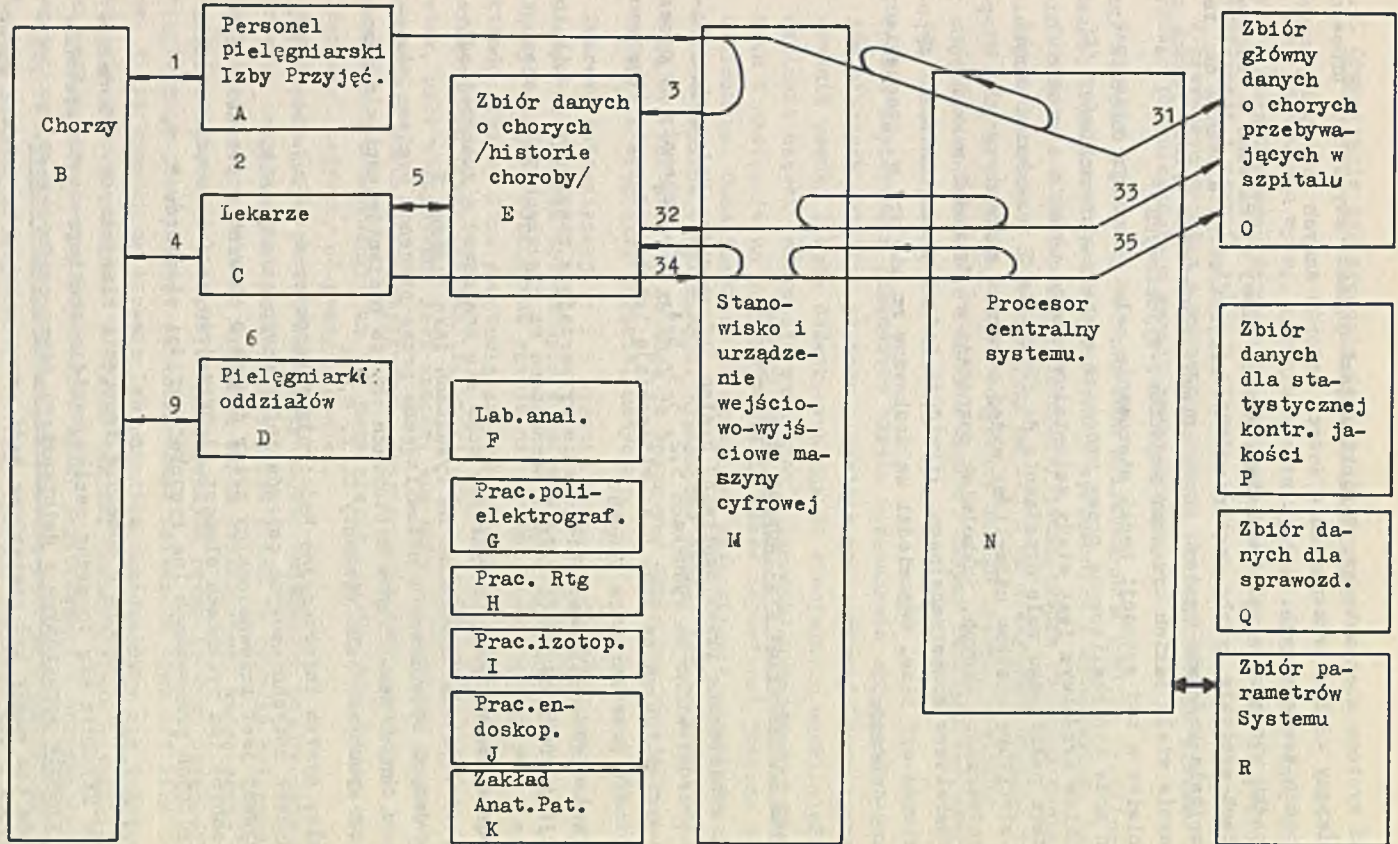 Chorzy
B
1
2
4
6
9
Personel
pielęgniarski
Izby Przyjęć.
A
Lekarze
C
Pielęgniarki
oddziałów
D
5
3
32
34
Zbiór danych
o chorych
/historie
choroby/
E
Lab.anal.
F
Prac.poli-
elektrograf.
G
Prac. Rtg
H
Prac.izotop.
I
Prac.en-
doskop.
J
Zakład
Anat.Pat.
K
Stano-
wisko i
urządze-
nie
wejścio-
wo-wyjś-
ciowe ma-
szyny
cyfrowej
M
Procesor
centralny
systemu.
N
31
33
35
Zbiór
główny
danych
o chorych
przebywa-
jących w
szpitalu
O
Zbiór
danych
dla sta-
tystycznej
kontr. ja-
kości
P
Zbiór da-
nych dla
sprawozd.
Q
Zbiór pa-
rametrów
Systemu
R